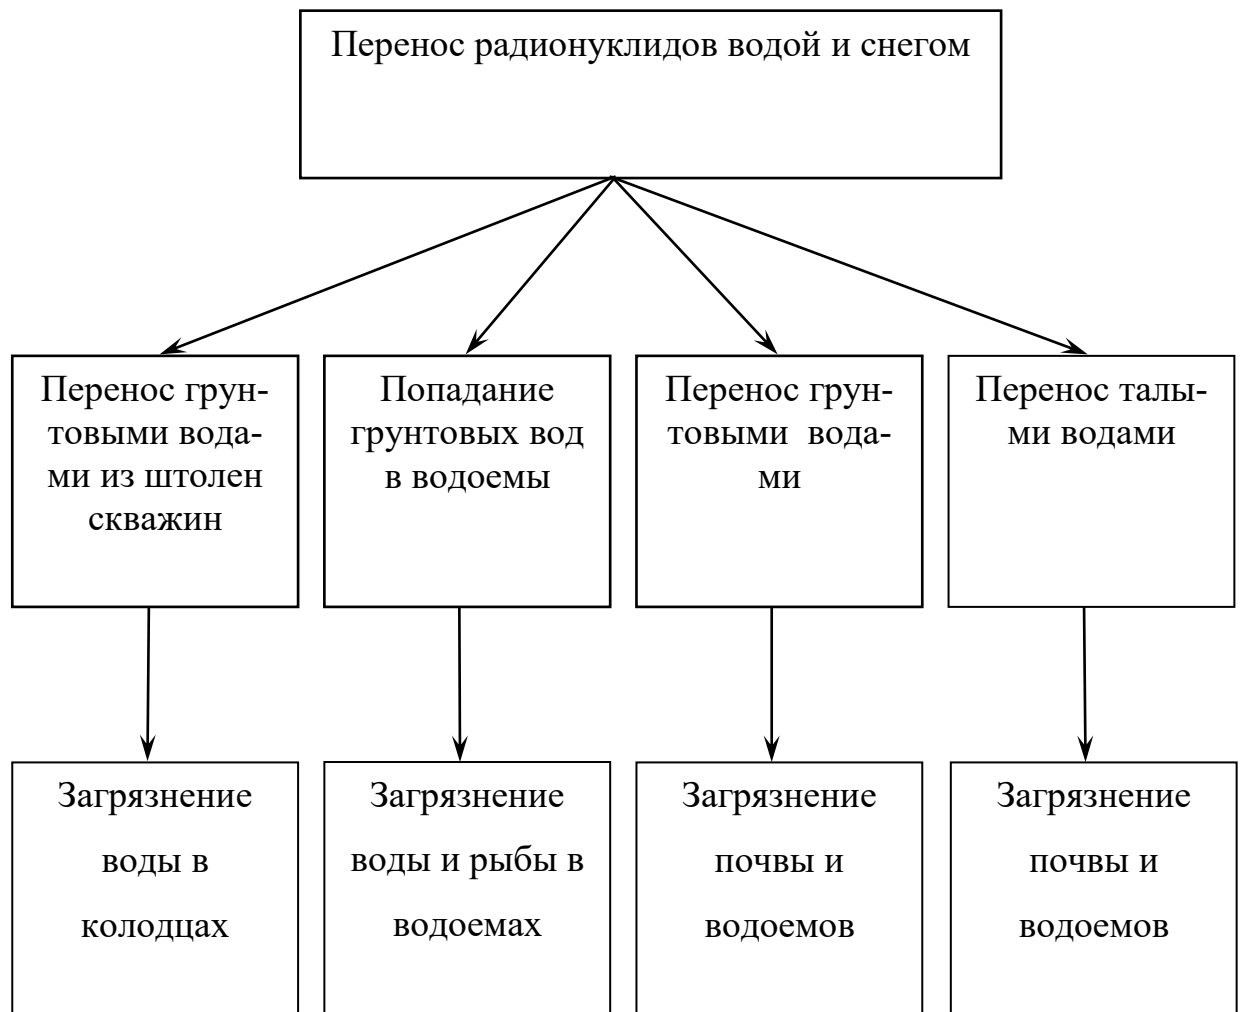 Перенос радионуклидов водой и снегом
Перенос грун-
товыми вода-
ми из штолен
скважин
Попадание
грунтовых вод
в водоемы
Перенос грун-
товыми  вода-
ми
Перенос талы-
ми водами
Загрязнение
воды в
колодцах
Загрязнение
воды и рыбы в
водоемах
Загрязнение
почвы и
водоемов
Загрязнение
почвы и
водоемов